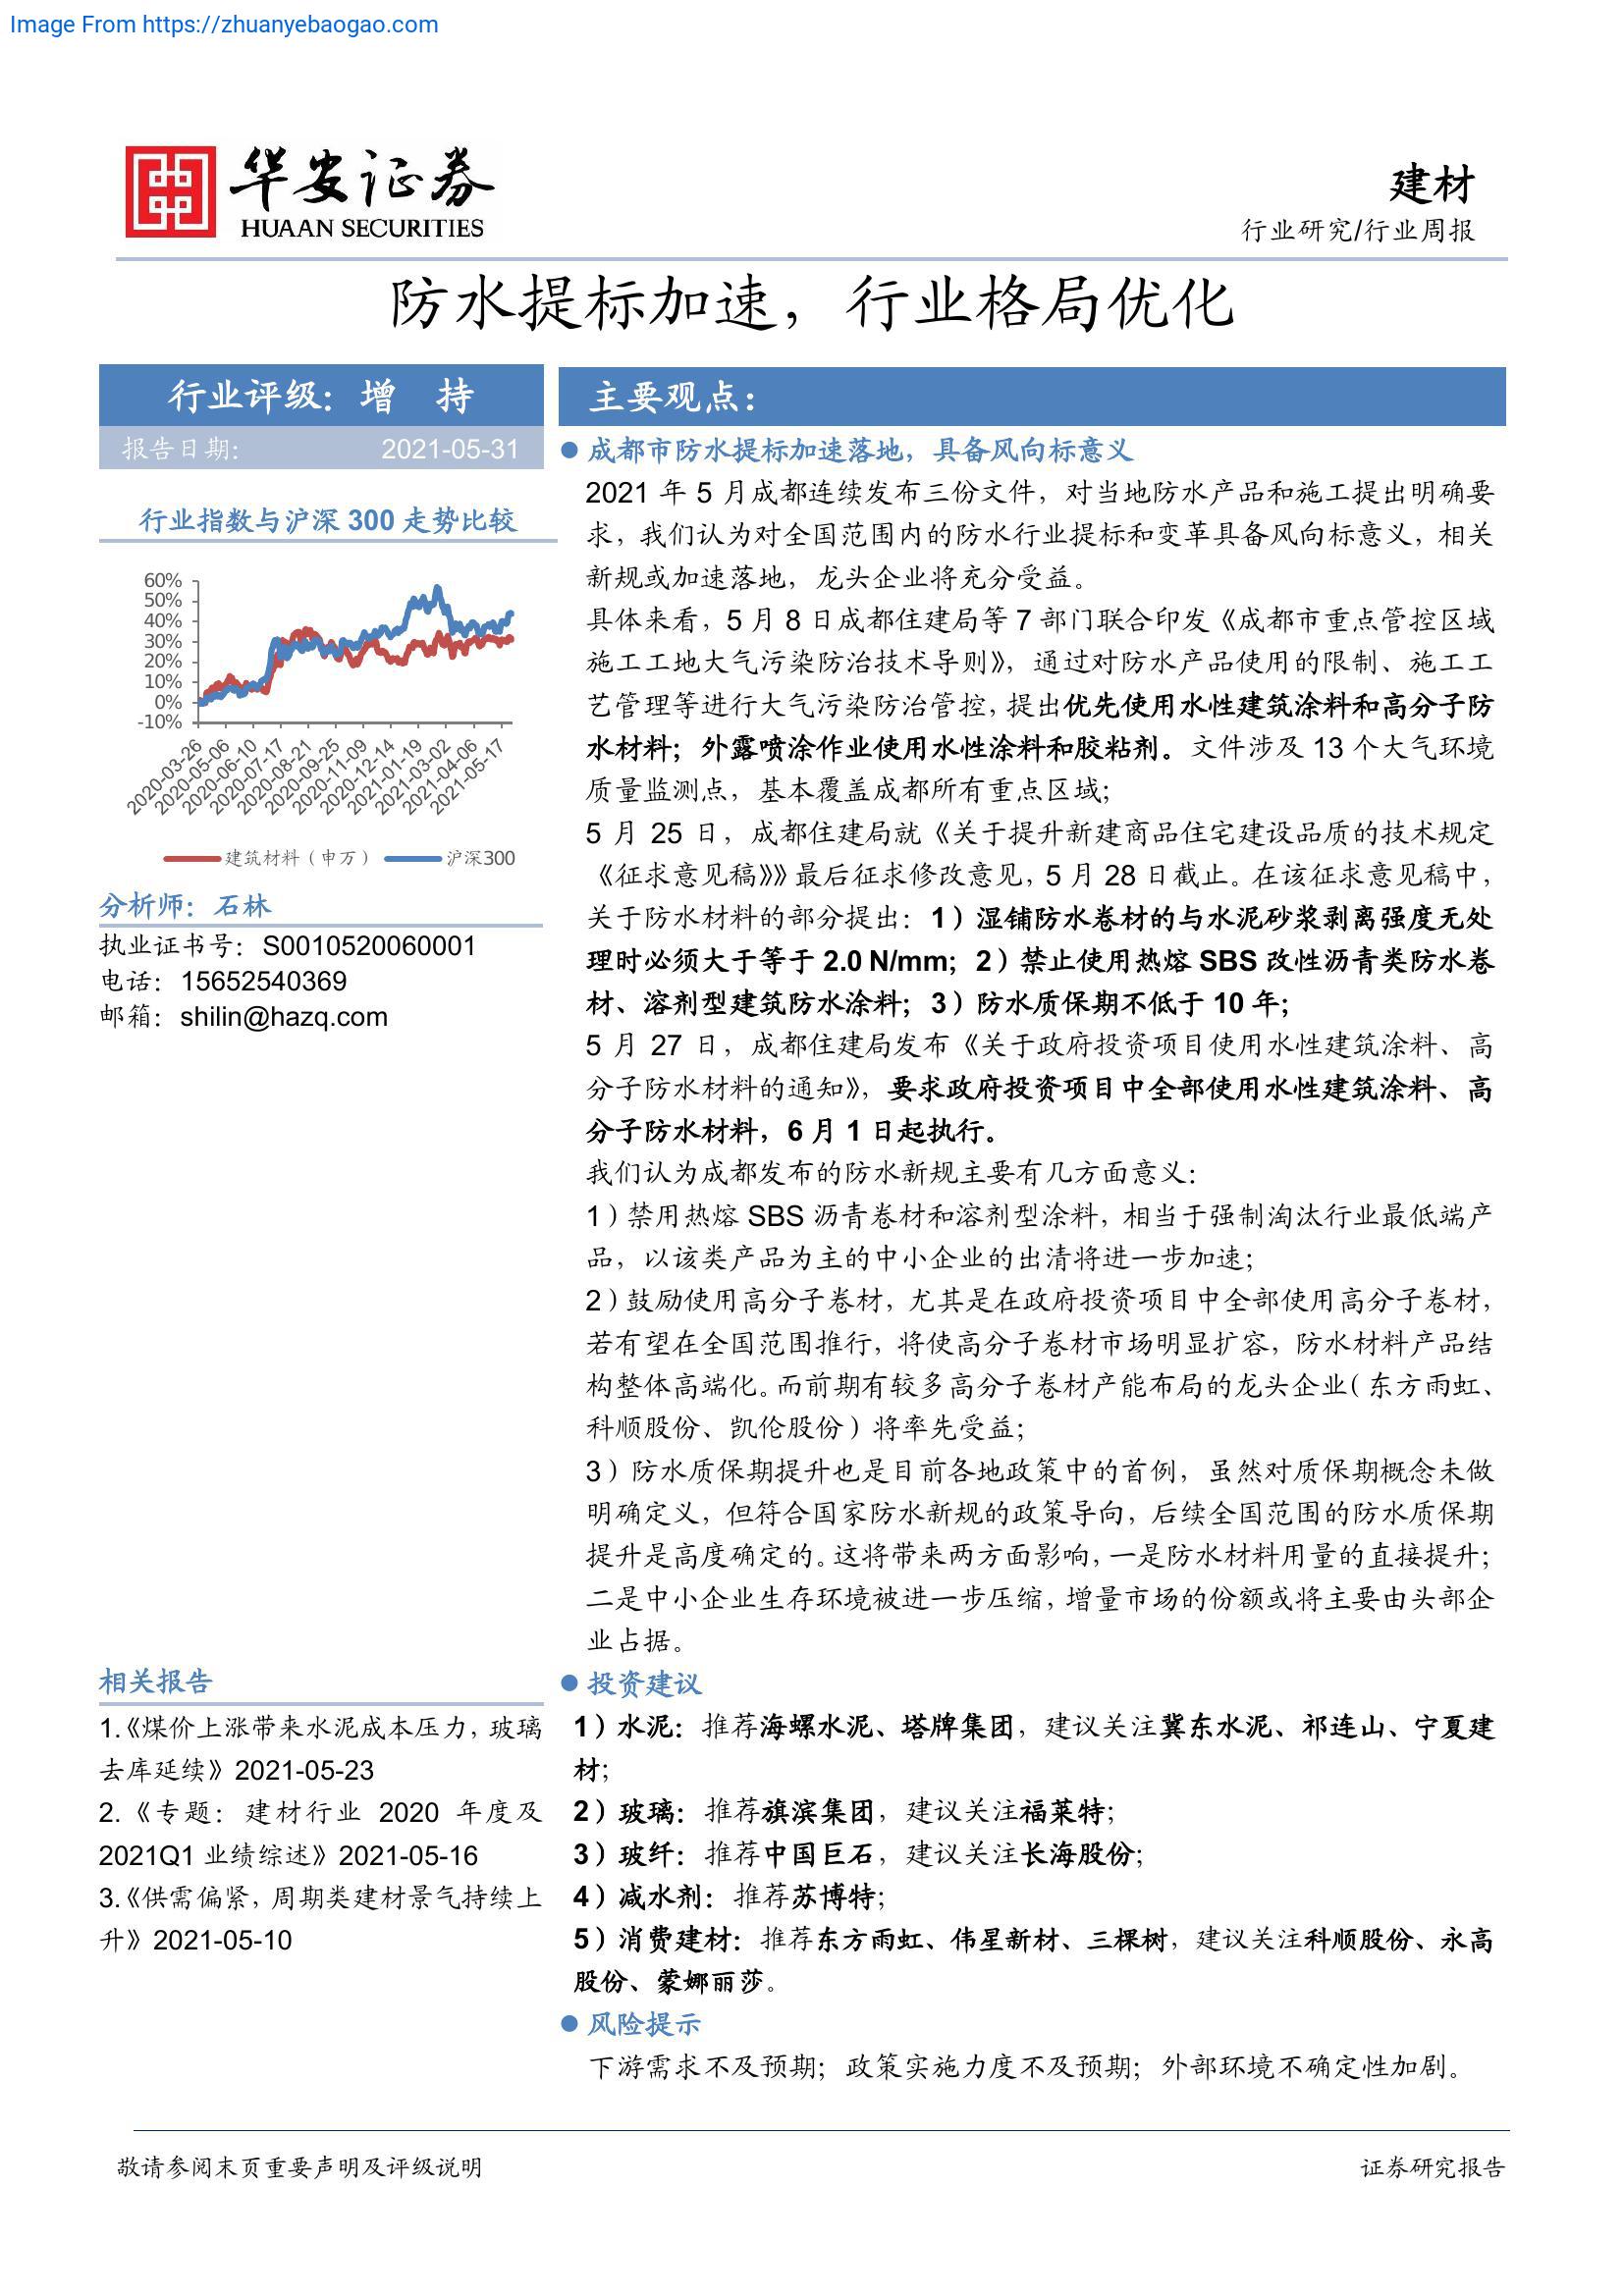 Image From https://zhuanyebaogao.com
华安证券
HUAAN SECURITIES
建材
行业研究/行业周报
防水提标加速，行业格局优化
行业评级：增 持
报告日期： 2021-05-31
行业指数与沪深 300 走势比较
60%
50%
40%
30%
20%
10%
0%
-10%
2020-03-26
2020-05-06
2020-06-10
2020-07-17
2020-08-21
2020-09-25
2020-11-09
2020-12-14
2021-01-19
2021-03-02
2021-04-06
2021-05-17
建筑材料（申万） 沪深300
分析师：石林
执业证书号：S0010520060001
电话：15652540369
邮箱：shilin@hazq.com
相关报告
1.《煤价上涨带来水泥成本压力，玻璃
去库延续》2021-05-23
2.《专题：建材行业 2020 年度及
2021Q1 业绩综述》2021-05-16
3.《供需偏紧，周期类建材景气持续上
升》2021-05-10
主要观点：
● 成都市防水提标加速落地，具备风向标意义
2021 年 5 月成都连续发布三份文件，对当地防水产品和施工提出明确要
求，我们认为对全国范围内的防水行业提标和变革具备风向标意义，相关
新规或加速落地，龙头企业将充分受益。
具体来看，5 月 8 日成都住建局等 7 部门联合印发《成都市重点管控区域
施工工地大气污染防治技术导则》，通过对防水产品使用的限制、施工工
艺管理等进行大气污染防治管控，提出优先使用水性建筑涂料和高分子防
水材料；外露喷涂作业使用水性涂料和胶粘剂。文件涉及 13 个大气环境
质量监测点，基本覆盖成都所有重点区域；
5 月 25 日，成都住建局就《关于提升新建商品住宅建设品质的技术规定
《征求意见稿》》最后征求修改意见，5 月 28 日截止。在该征求意见稿中，
关于防水材料的部分提出：1）湿铺防水卷材的与水泥砂浆剥离强度无处
理时必须大于等于 2.0 N/mm；2）禁止使用热熔 SBS 改性沥青类防水卷
材、溶剂型建筑防水涂料；3）防水质保期不低于 10 年；
5 月 27 日，成都住建局发布《关于政府投资项目使用水性建筑涂料、高
分子防水材料的通知》，要求政府投资项目中全部使用水性建筑涂料、高
分子防水材料，6 月 1 日起执行。
我们认为成都发布的防水新规主要有几方面意义：
1）禁用热熔 SBS 沥青卷材和溶剂型涂料，相当于强制淘汰行业最低端产
品，以该类产品为主的中小企业的出清将进一步加速；
2）鼓励使用高分子卷材，尤其是在政府投资项目中全部使用高分子卷材，
若有望在全国范围推行，将使高分子卷材市场明显扩容，防水材料产品结
构整体高端化。而前期有较多高分子卷材产能布局的龙头企业（东方雨虹、
科顺股份、凯伦股份）将率先受益；
3）防水质保期提升也是目前各地政策中的首例，虽然对质保期概念未做
明确定义，但符合国家防水新规的政策导向，后续全国范围的防水质保期
提升是高度确定的。这将带来两方面影响，一是防水材料用量的直接提升；
二是中小企业生存环境被进一步压缩，增量市场的份额或将主要由头部企
业占据。
● 投资建议
1）水泥：推荐海螺水泥、塔牌集团，建议关注冀东水泥、祁连山、宁夏建
材；
2）玻璃：推荐旗滨集团，建议关注福莱特；
3）玻纤：推荐中国巨石，建议关注长海股份；
4）减水剂：推荐苏博特；
5）消费建材：推荐东方雨虹、伟星新材、三棵树，建议关注科顺股份、永高
股份、蒙娜丽莎。
● 风险提示
下游需求不及预期；政策实施力度不及预期；外部环境不确定性加剧。
敬请参阅末页重要声明及评级说明
证券研究报告